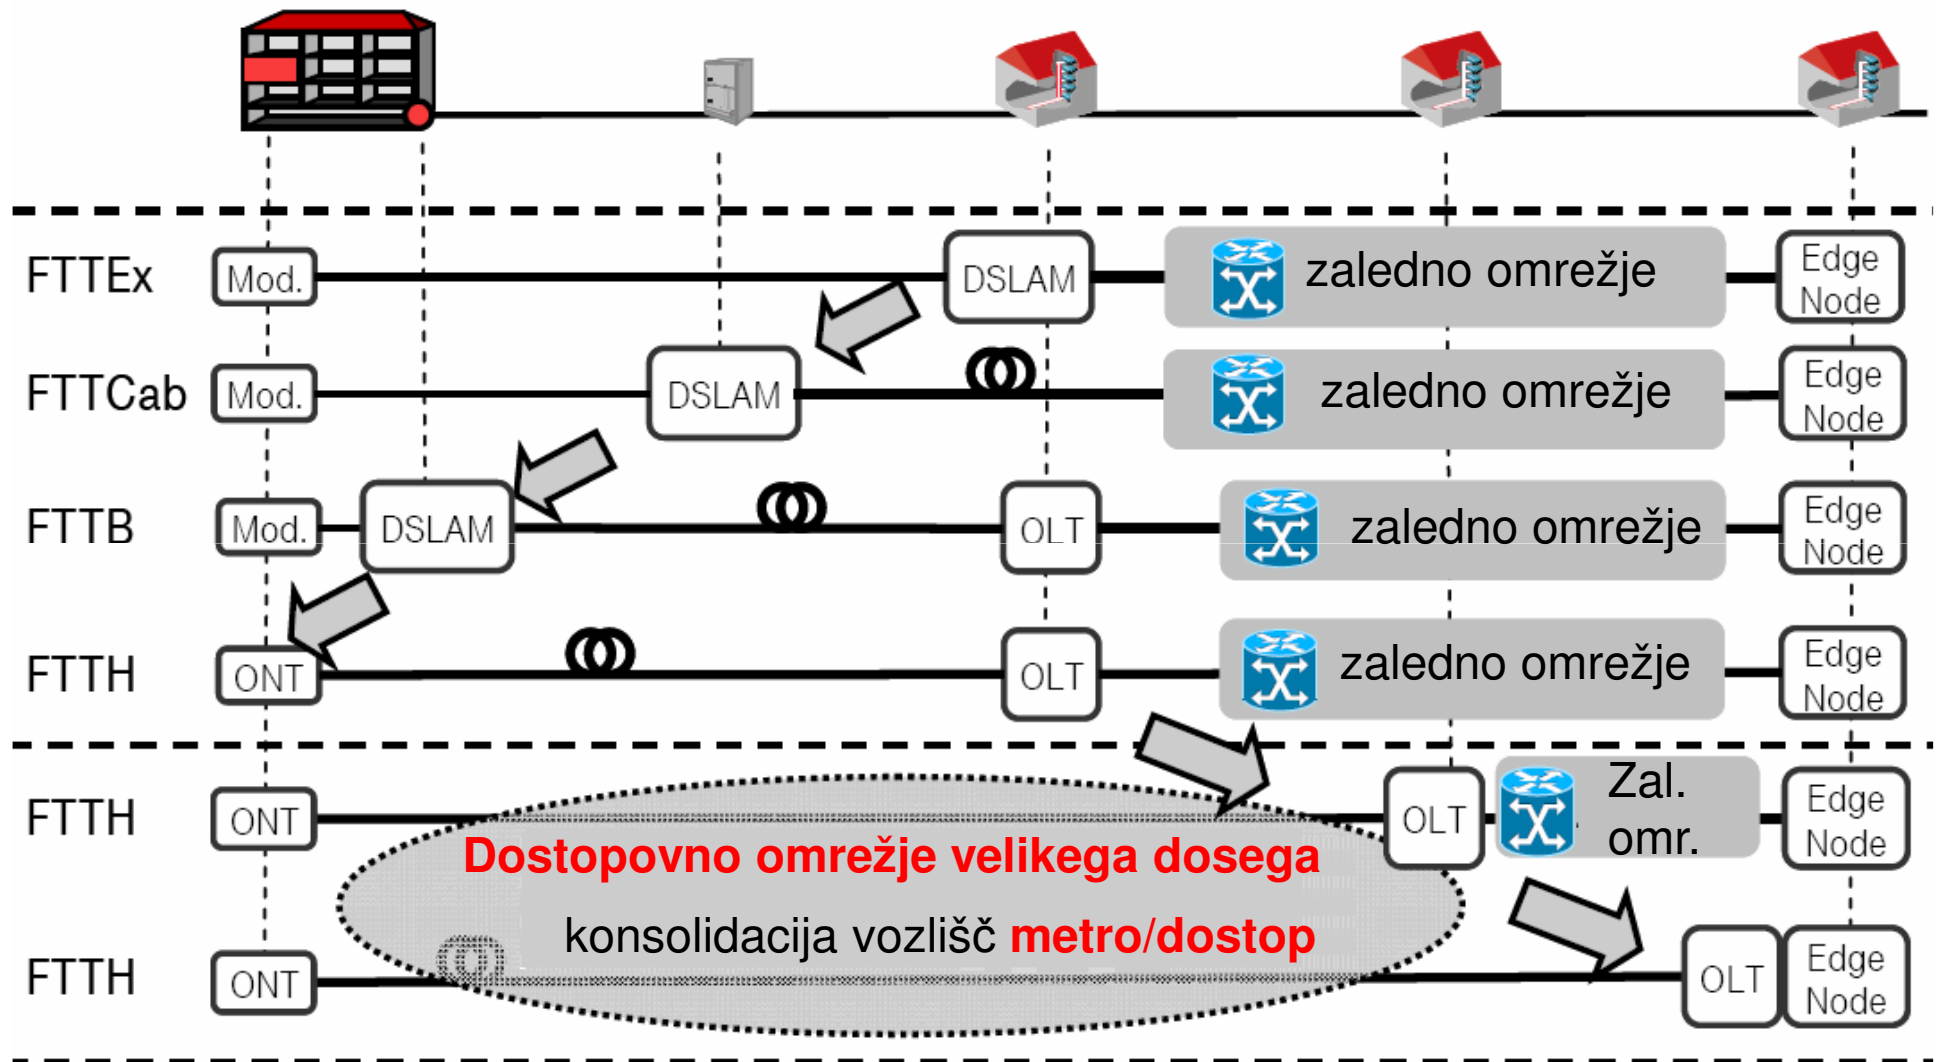 FTTEx Mod. DSLAM zaledno omrežje Edge Node
FTTCab Mod. DSLAM zaledno omrežje Edge Node
FTTB Mod. DSLAM OLT zaledno omrežje Edge Node
FTTH ONT OLT zaledno omrežje Edge Node
FTTH ONT OLT Zal. omr. Edge Node
Dostopovno omrežje velikega dosega
konsolidacija vozlišč metro/dostop
FTTH ONT OLT Edge Node